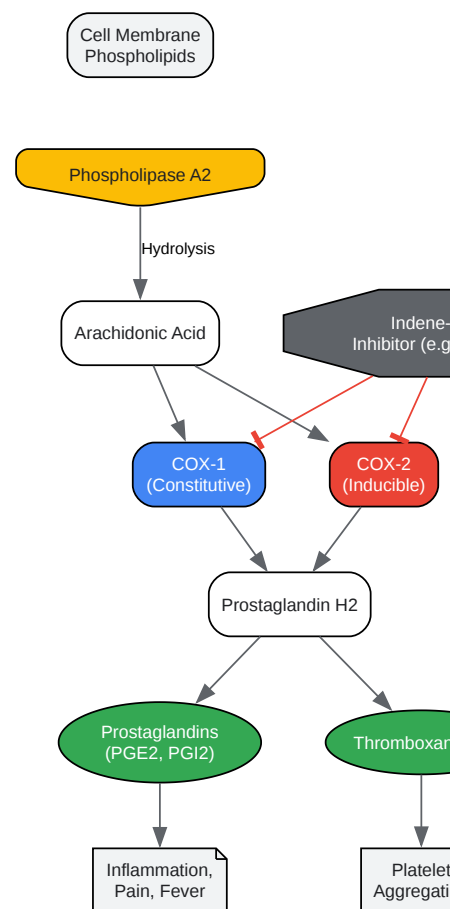 Cell Membrane
Phospholipids
Phospholipase A2
Hydrolysis
Arachidonic Acid
Indene-
Inhibitor (e.g
COX-1
(Constitutive)
COX-2
(Inducible)
Prostaglandin H2
Prostaglandins
(PGE2, PGI2)
Thromboxan
Inflammation,
Pain, Fever
Platelet
Aggregati